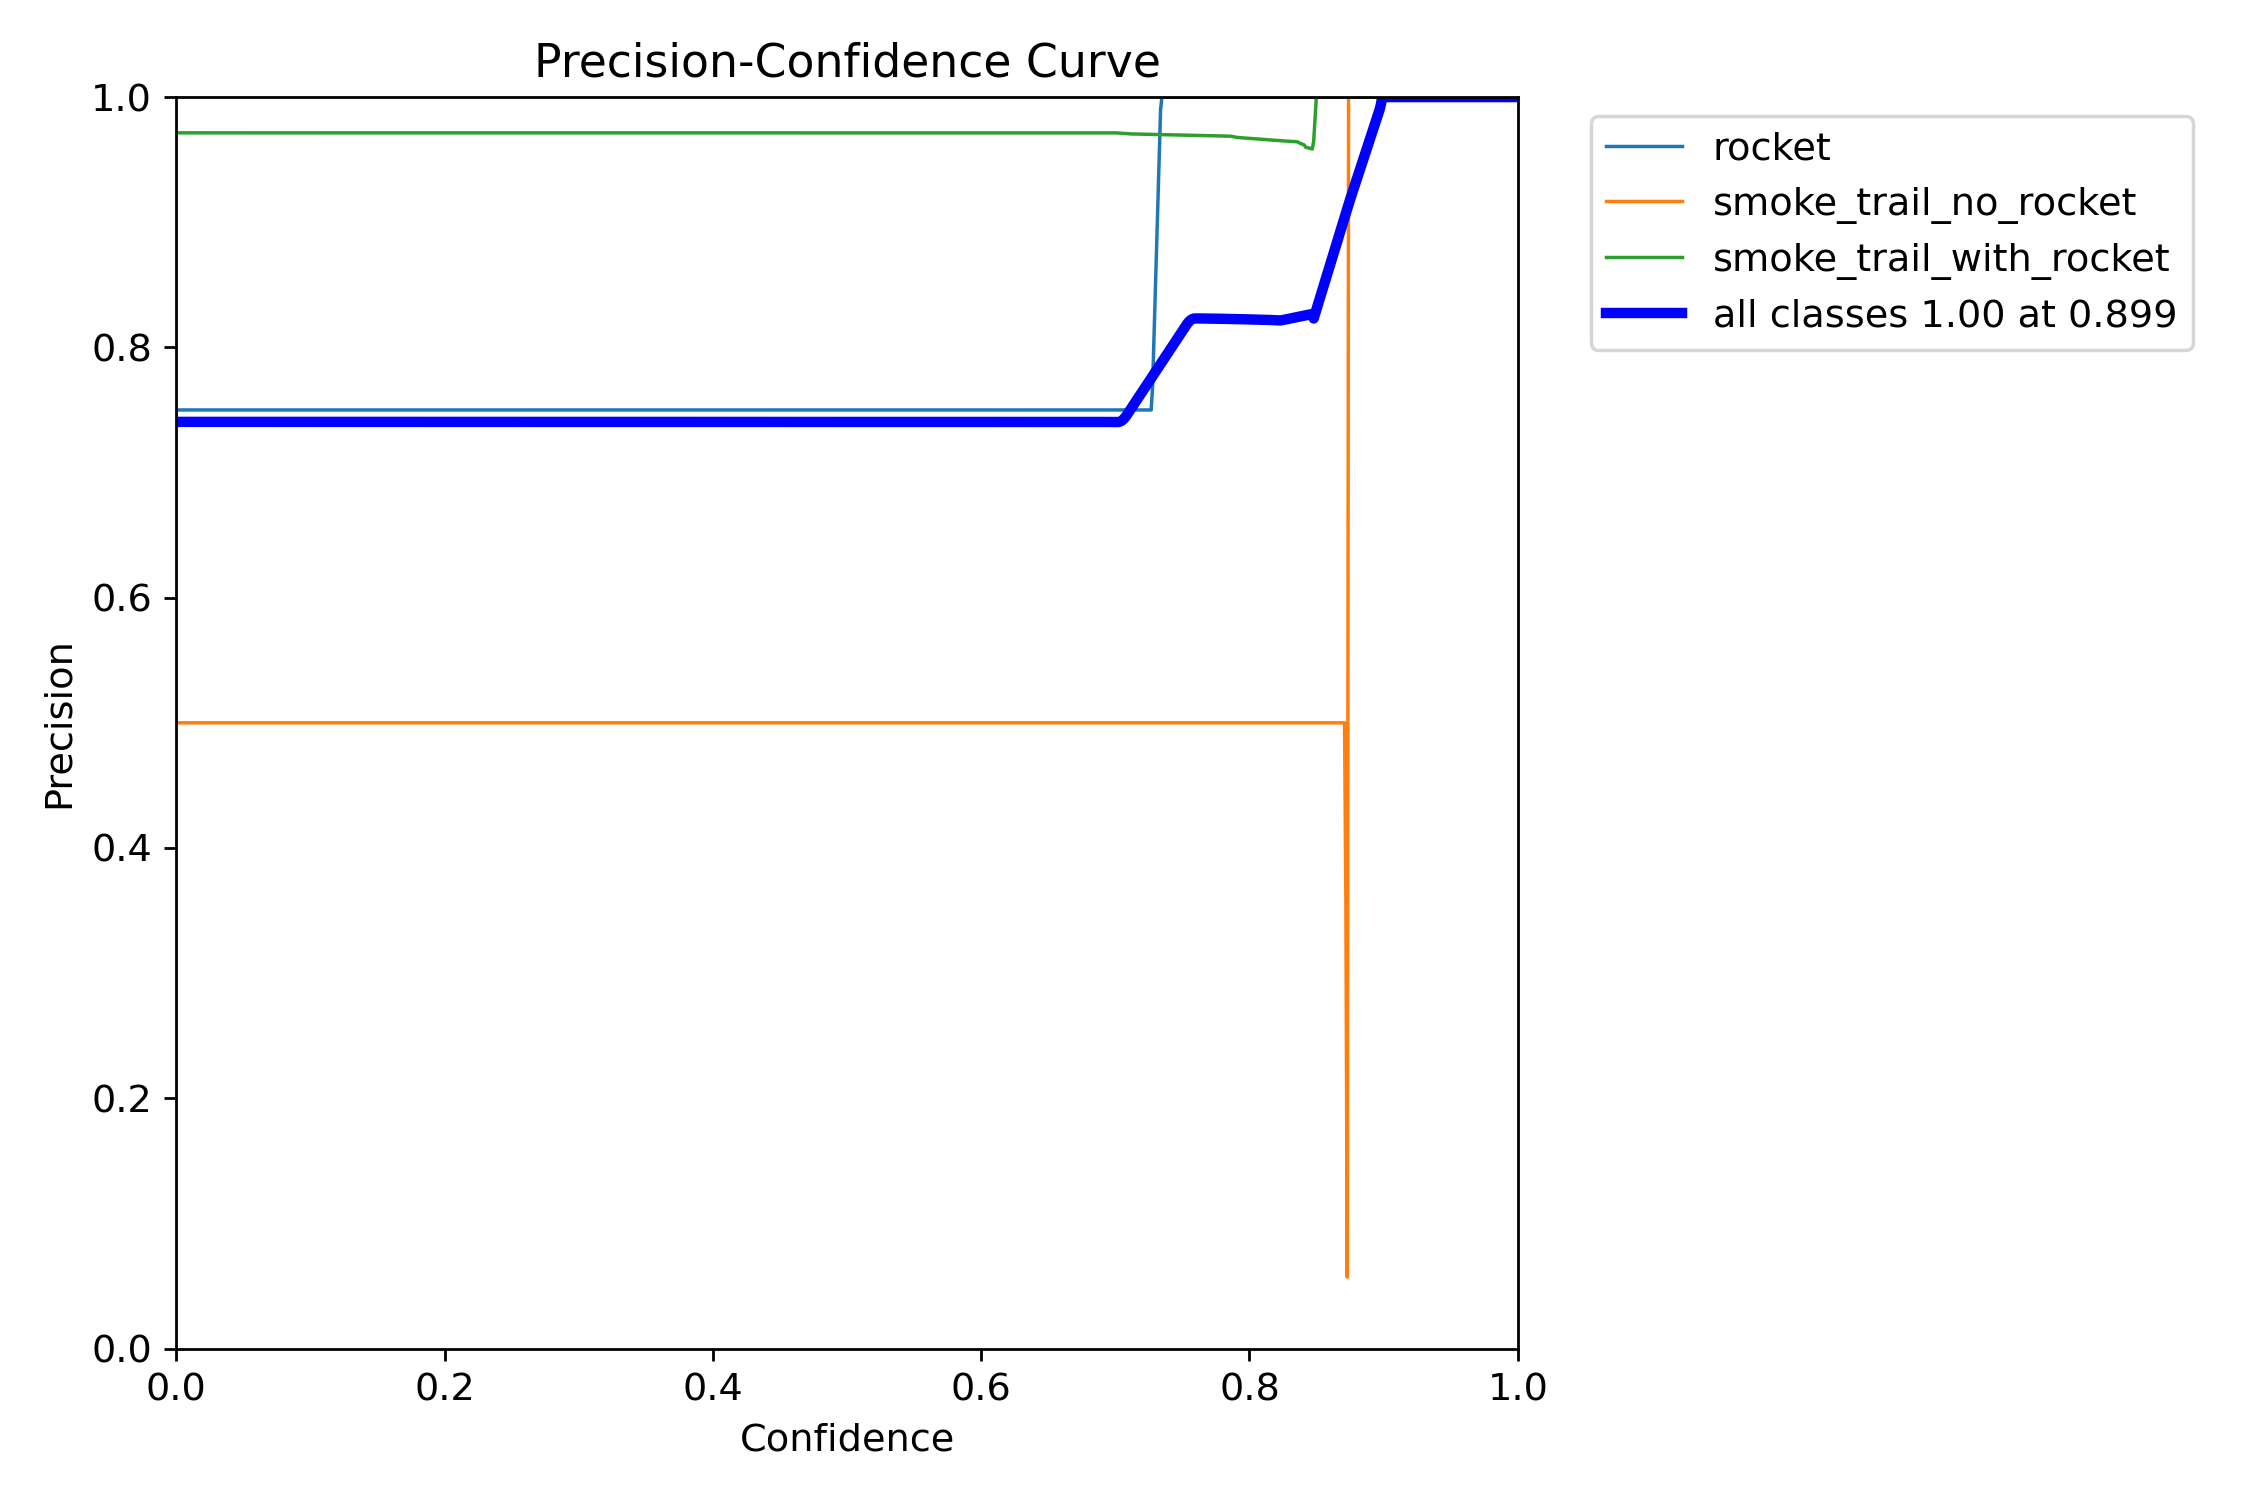 Precision-Confidence Curve
1.0
0.8
0.6
0.4
0.2
0.0
Precision
0.0 0.2 0.4 0.6 0.8 1.0
Confidence
rocket
smoke_trail_no_rocket
smoke_trail_with_rocket
all classes 1.00 at 0.899